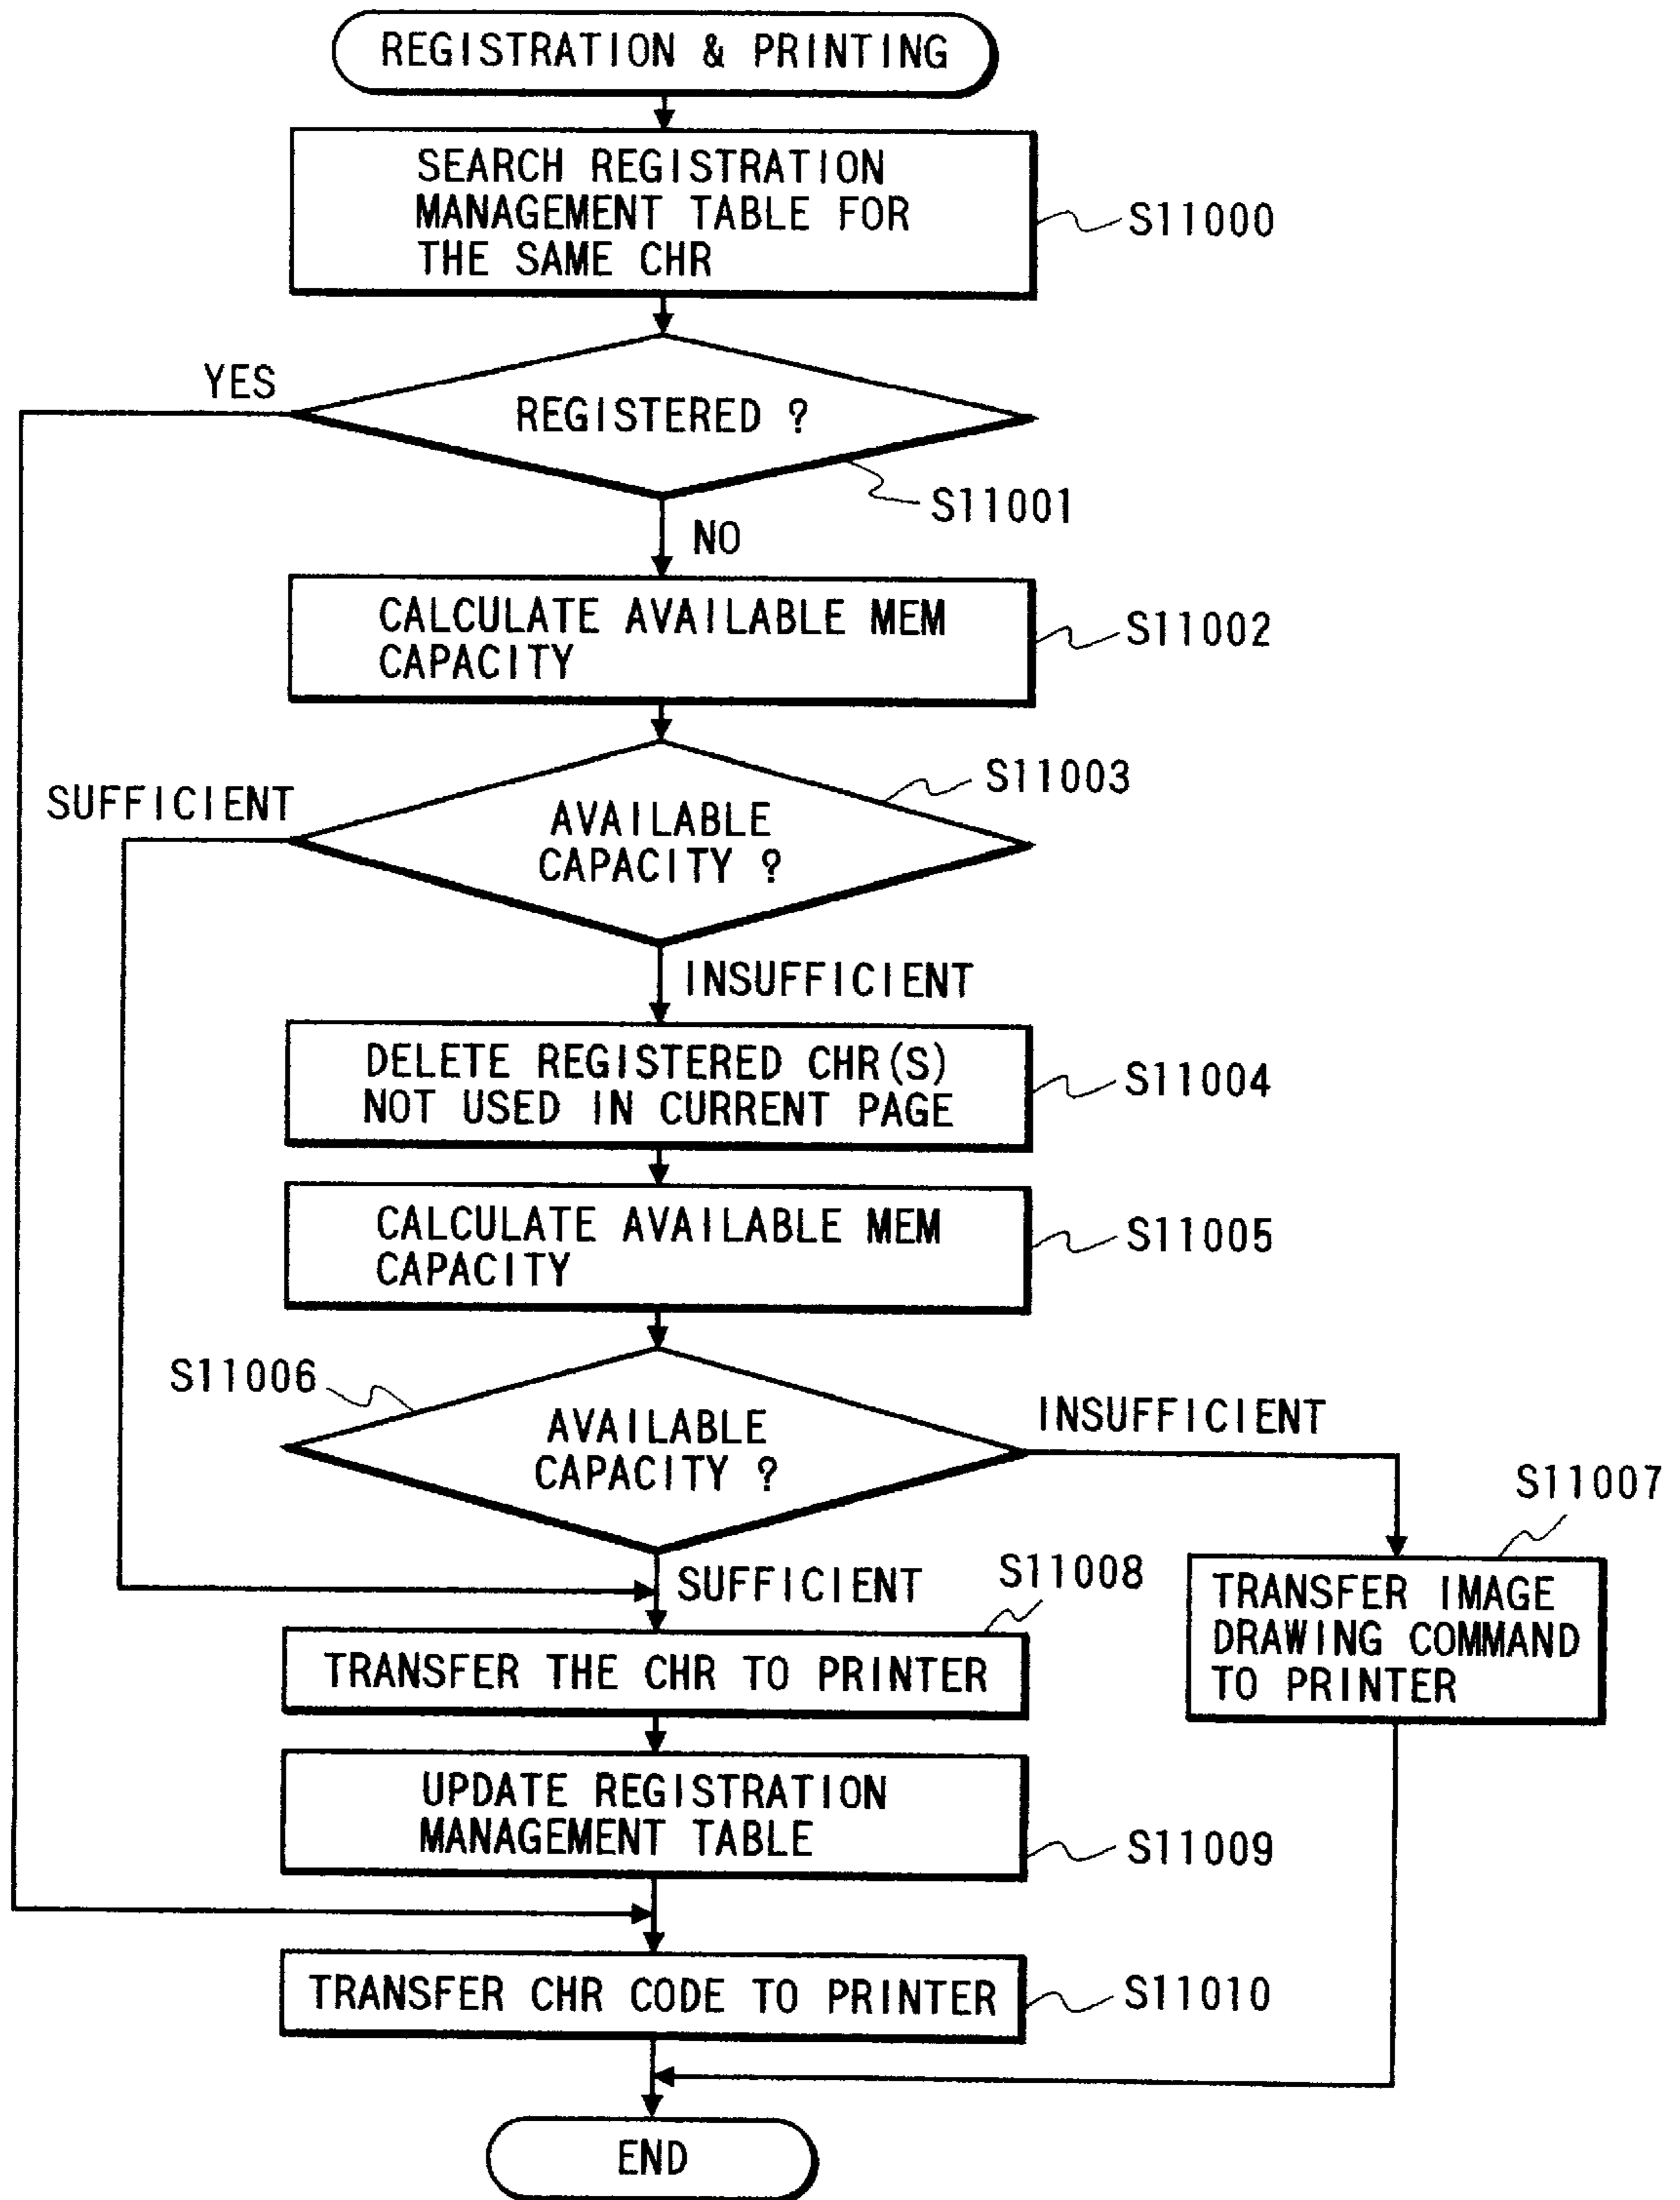 REGISTRATION & PRINTING
SEARCH REGISTRATION
MANAGEMENT TABLE FOR
THE SAME CHR
S11000
YES
REGISTERED ?
S11001
NO
CALCULATE AVAILABLE MEM
CAPACITY
S11002
S11003
SUFFICIENT
AVAILABLE
CAPACITY ?
INSUFFICIENT
DELETE REGISTERED CHR(S)
NOT USED IN CURRENT PAGE
S11004
CALCULATE AVAILABLE MEM
CAPACITY
S11005
S11006
AVAILABLE
CAPACITY ?
INSUFFICIENT
S11007
SUFFICIENT
S11008
TRANSFER IMAGE
DRAWING COMMAND
TO PRINTER
TRANSFER THE CHR TO PRINTER
UPDATE REGISTRATION
MANAGEMENT TABLE
S11009
TRANSFER CHR CODE TO PRINTER
S11010
END